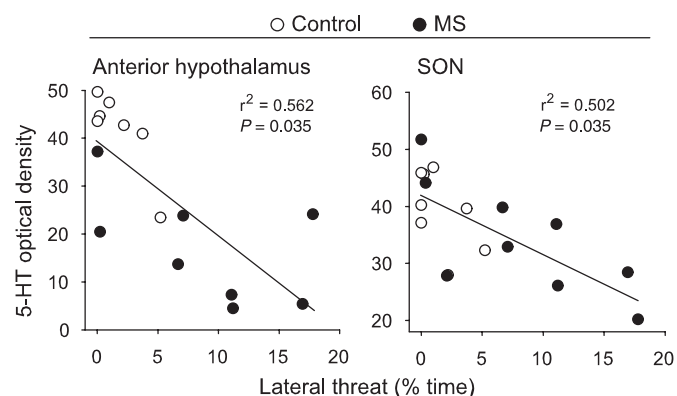 Control MS
Anterior hypothalamus
SON
r² = 0.562
P = 0.035
r² = 0.502
P = 0.035
5-HT optical density
50
40
30
20
10
0
60
50
40
30
20
0 5 10 15 20
0 5 10 15 20
Lateral threat (% time)